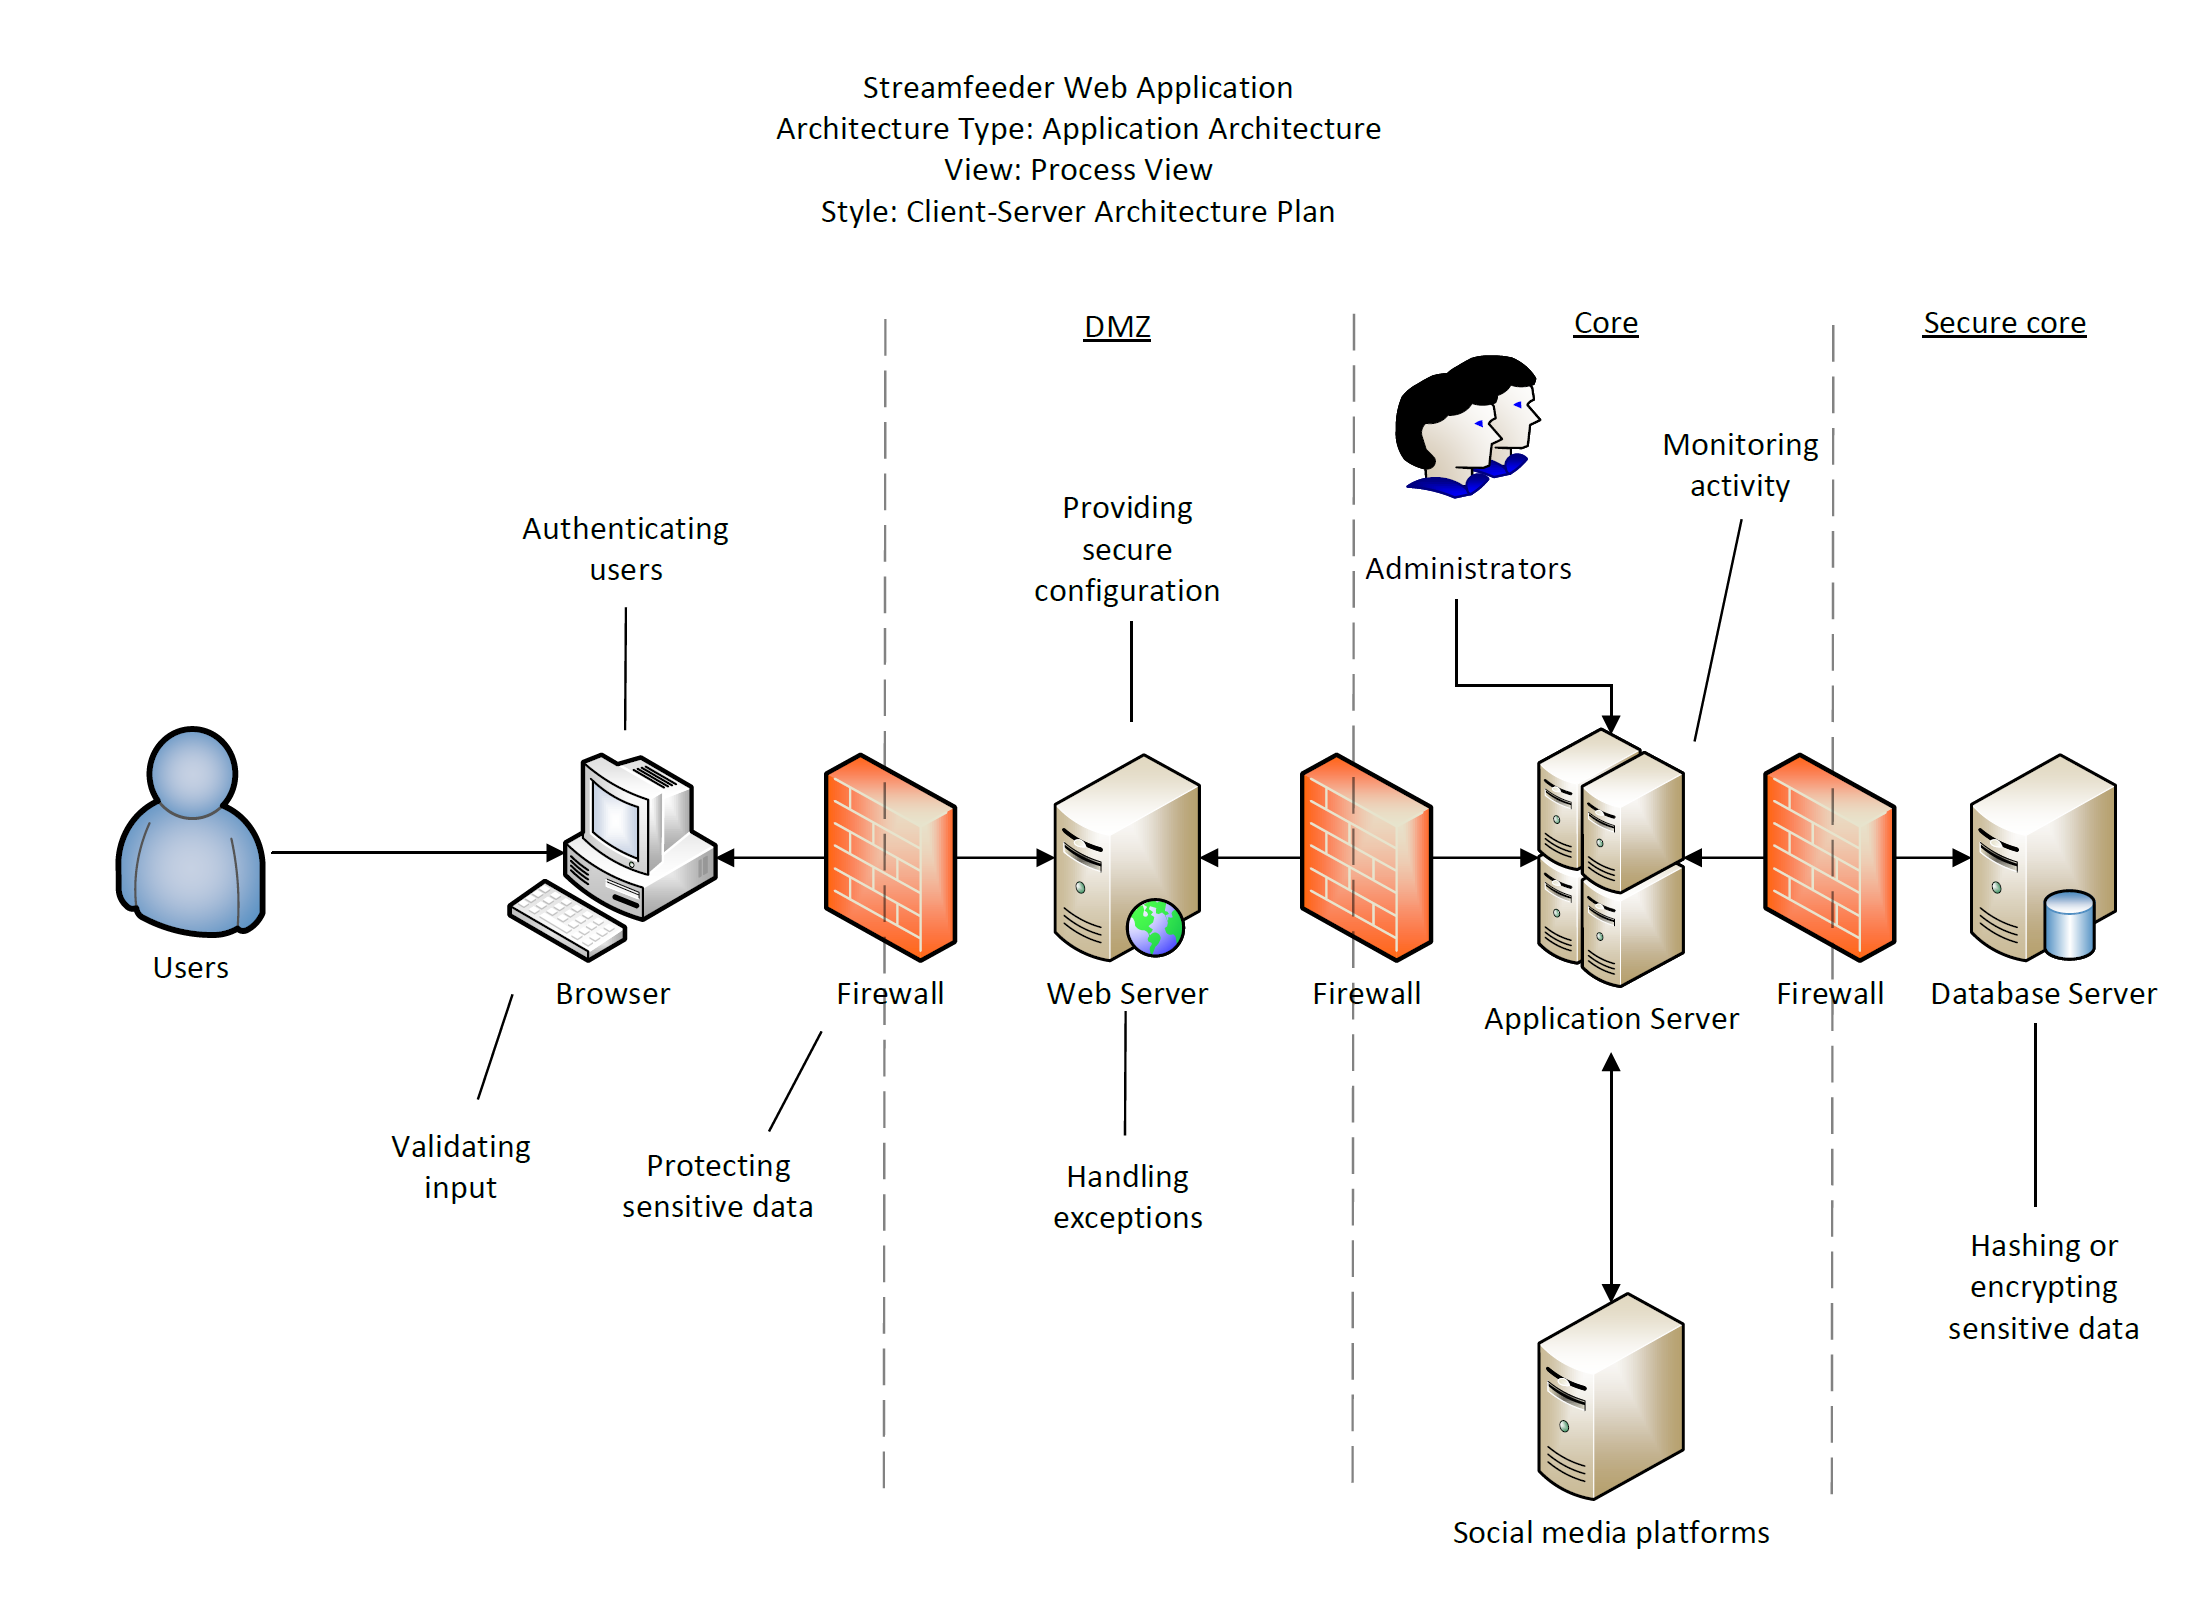 Streamfeeder Web Application
Architecture Type: Application Architecture
View: Process View
Style: Client-Server Architecture Plan
DMZ
Core
Secure core
Authenticating
users
Providing
secure
configuration
Administrators
Monitoring
activity
Users
Browser
Firewall
Web Server
Firewall
Application Server
Firewall
Database Server
Validating
input
Protecting
sensitive data
Handling
exceptions
Hashing or
encrypting
sensitive data
Social media platforms